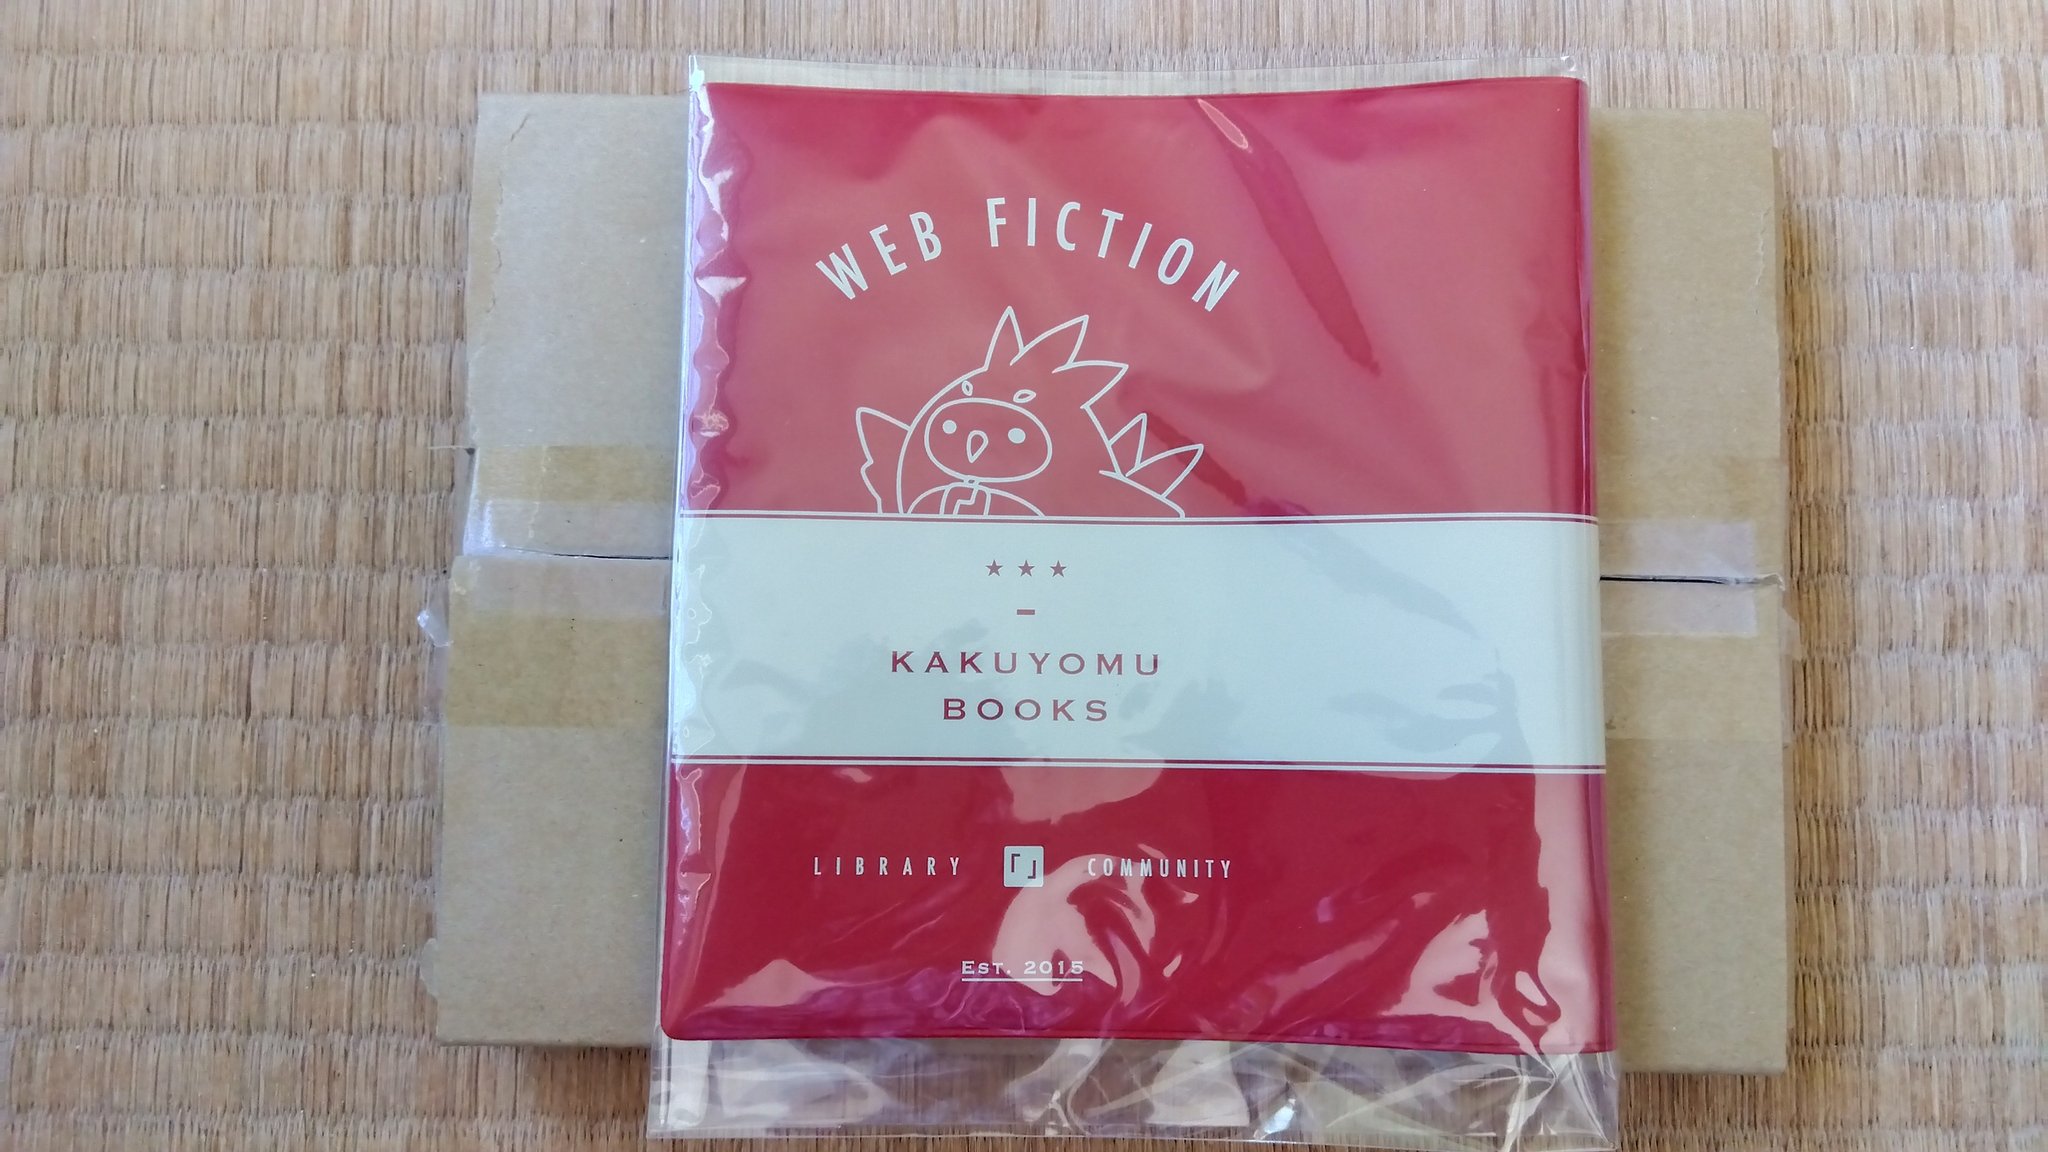 WEB FICTION
★★★
KAKUYOMU
BOOKS
LIBRARY 「」 COMMUNITY
EST. 2015